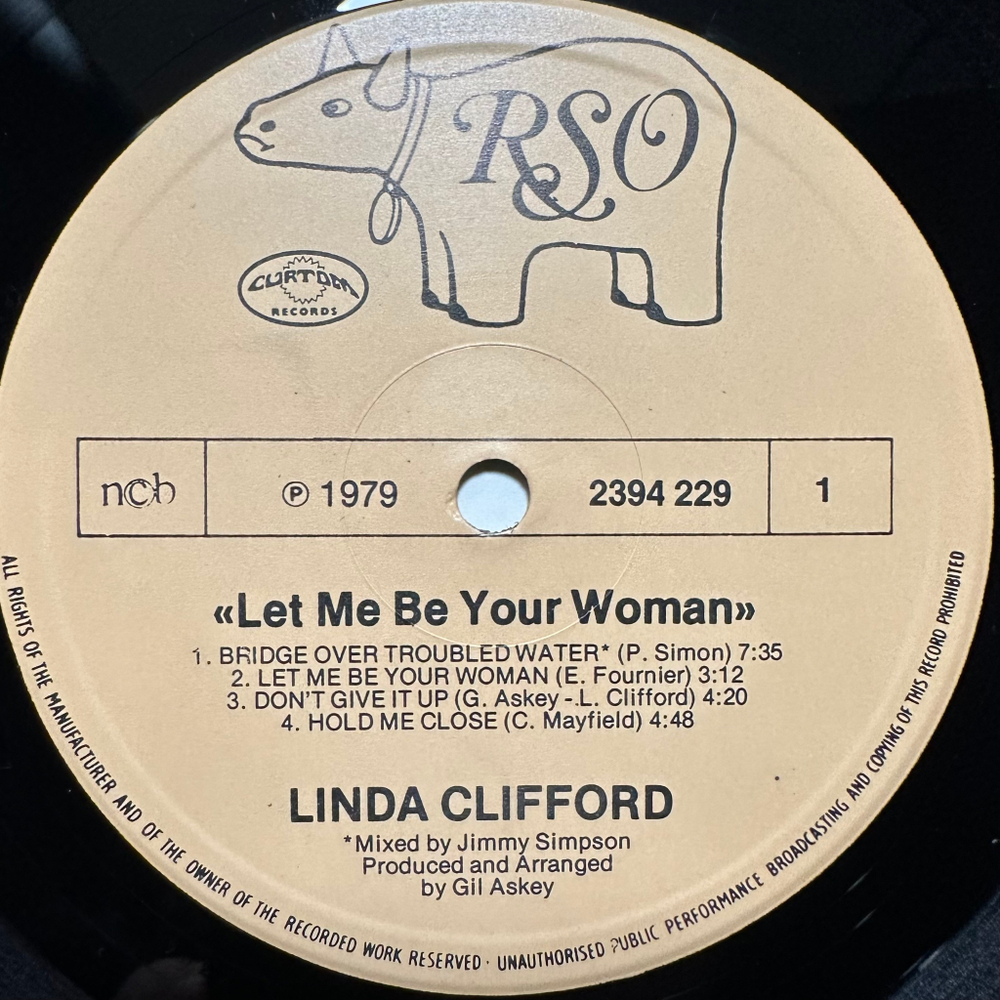 RSO
CURTOM
RECORDS
ncb
℗ 1979
2394 229
1
«Let Me Be Your Woman»
1. BRIDGE OVER TROUBLED WATER* (P. Simon) 7:35
2. LET ME BE YOUR WOMAN (E. Fournier) 3:12
3. DON'T GIVE IT UP (G. Askey - L. Clifford) 4:20
4. HOLD ME CLOSE (C. Mayfield) 4:48
LINDA CLIFFORD
*Mixed by Jimmy Simpson
Produced and Arranged
by Gil Askey
ALL RIGHTS OF THE MANUFACTURER AND OF THE OWNER OF THE RECORDED WORK RESERVED · UNAUTHORISED PUBLIC PERFORMANCE BROADCASTING AND COPYING OF THIS RECORD PROHIBITED